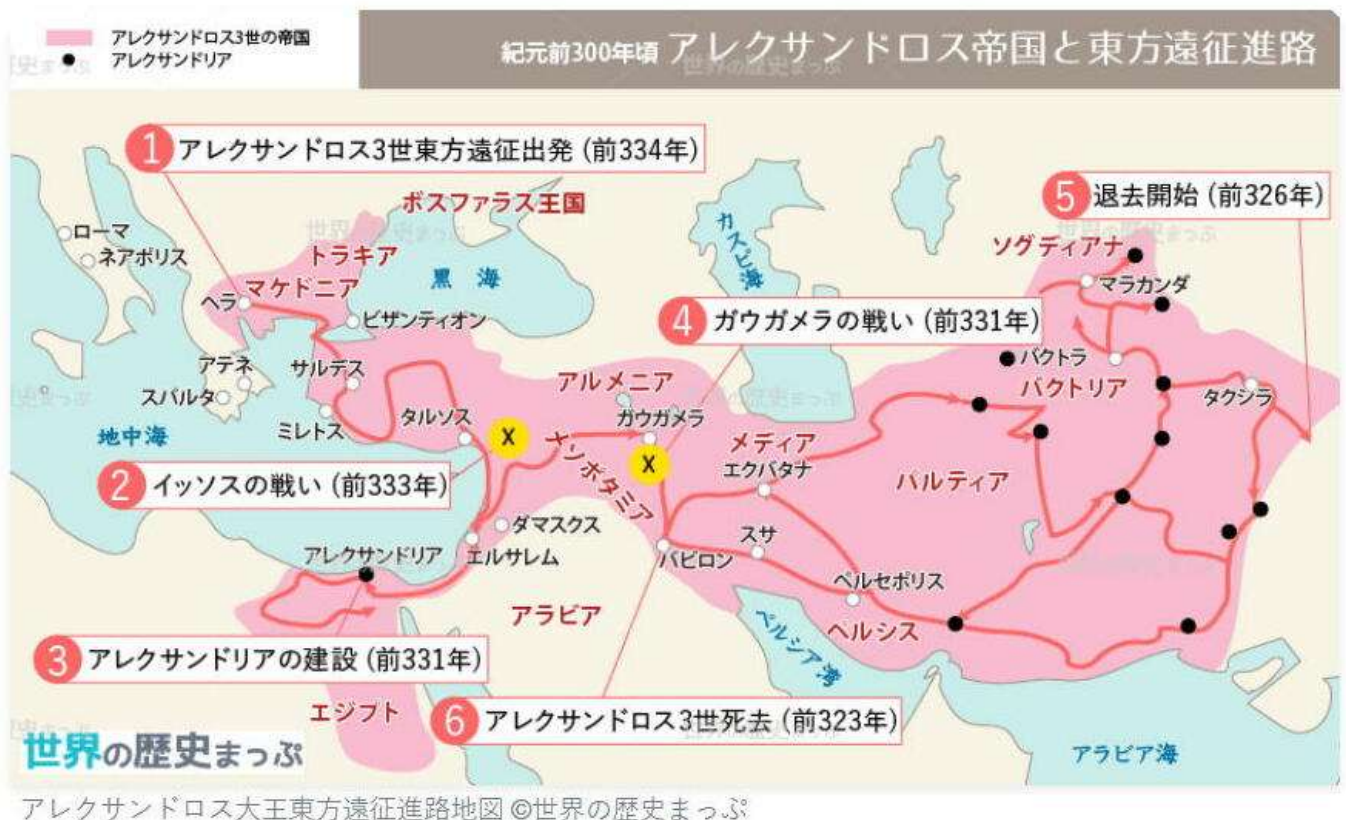 アレクサンドロス3世の帝国
アレクサンドリア
紀元前300年頃 アレクサンドロス帝国と東方遠征進路
1 アレクサンドロス3世東方遠征出発 (前334年)
5 退去開始 (前326年)
ボスファラス王国
カスピ海
ローマ
ネアポリス
トラキア
ソグディアナ
黒海
マケドニア
マラカンダ
ヘラ
ビザンティオン
4 ガウガメラの戦い (前331年)
バクトラ
アテネ
サルデス
アルメニア
バクトリア
スパルタ
タクシラ
ミレトス
タルソス
ガウガメラ
地中海
X
メディア
メソポタミア
エクバタナ
X
パルティア
2 イッソスの戦い (前333年)
ダマスクス
スサ
アレクサンドリア
エルサレム
バビロン
ペルセポリス
アラビア
ペルシア湾
ペルシス
3 アレクサンドリアの建設 (前331年)
エジプト
6 アレクサンドロス3世死去 (前323年)
世界の歴史まっぷ
アラビア海
アレクサンドロス大王東方遠征進路地図 ©世界の歴史まっぷ